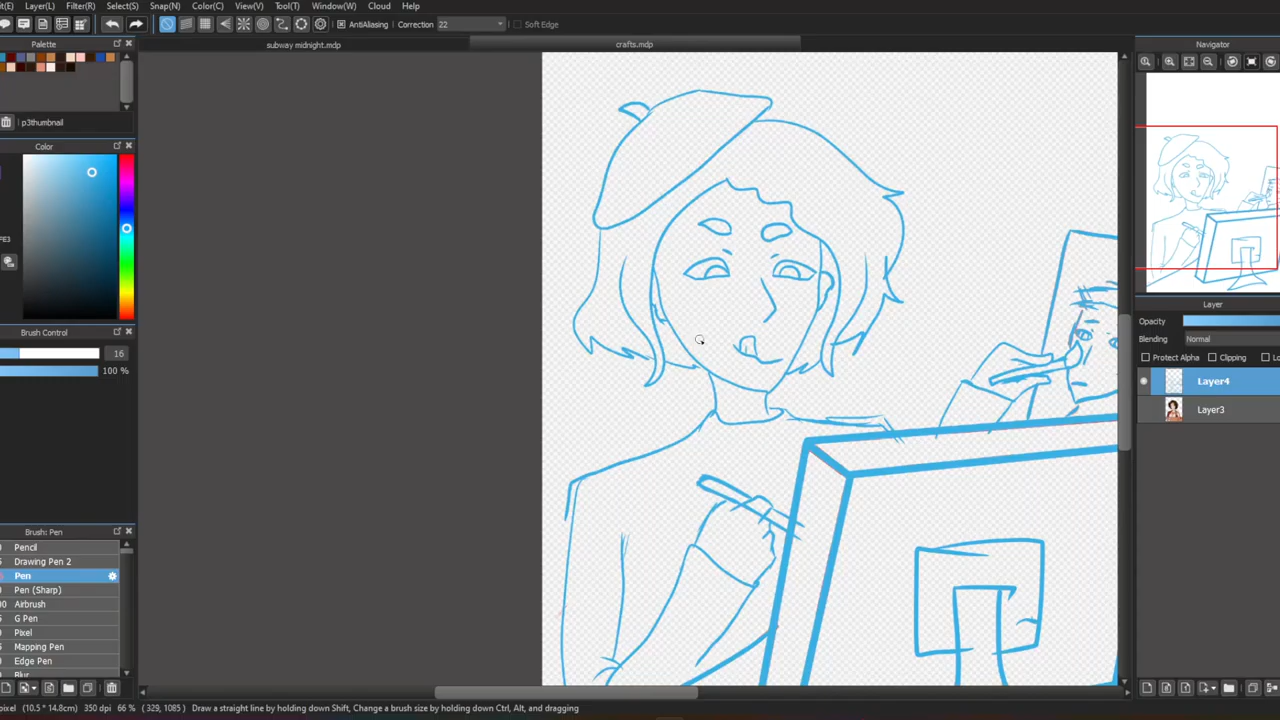 Layer(L) Filter(R) Select(S) Snap(N) Color(C) View(V) Tool(T) Window(W) Cloud Help
AntiAliasing Correction 22 Soft Edge
Palette
subway midnight.mdp crafts.mdp
Navigator
p3thumbnail
Color
FE3
Brush Control
16
100 %
Layer
Opacity
Blending Normal
Protect Alpha Clipping
Layer4
Layer3
Brush: Pen
Pencil
Drawing Pen 2
Pen
Pen (Sharp)
Airbrush
G Pen
Pixel
Mapping Pen
Edge Pen
Blur
pixel (10.5 * 14.8cm) 350 dpi 66 % ( 329, 1085 ) Draw a straight line by holding down Shift, Change a brush size by holding down Ctrl, Alt, and dragging